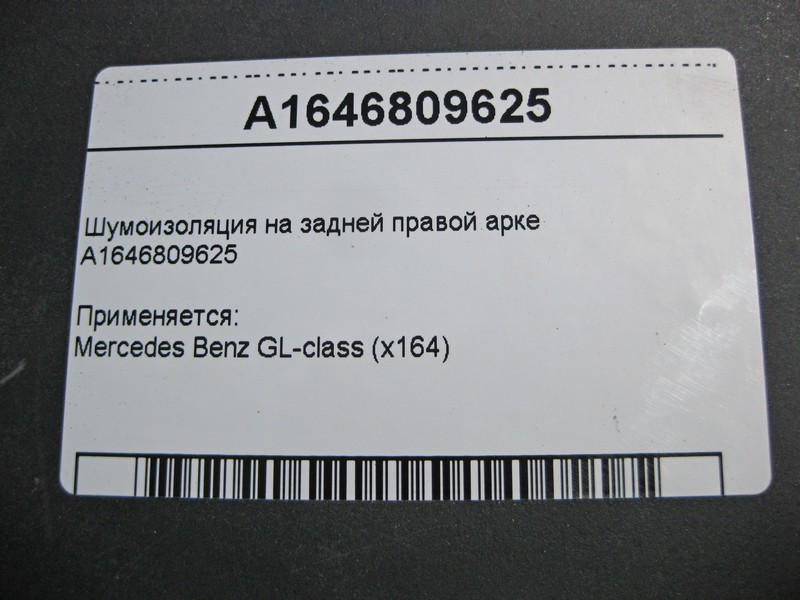 A1646809625
Шумоизоляция на задней правой арке
A1646809625
Применяется:
Mercedes Benz GL-class (x164)